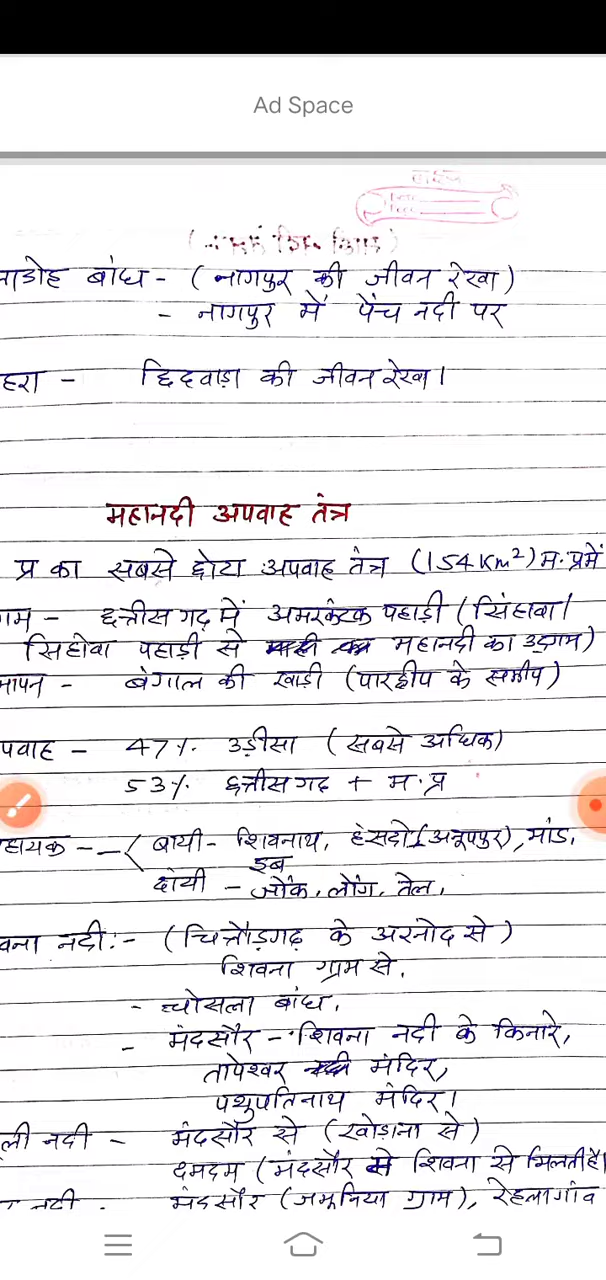 Ad Space
ाडोह बांध - (नागपुर की जीवन रेखा)
- नागपुर में पेंच नदी पर
हरा - छिदवाड़ा की जीवन रेखा।
महानदी अपवाह तंत्र
प्र का सबसे छोटा अपवाह तंत्र (154 Km²) म.प्र में
गम - छत्तीसगढ़ में अमरकंटक पहाड़ी (सिंहावा/
सिहोवा पहाड़ी से महानदी का उद्गम)
मापन - बंगाल की खाड़ी (पारद्वीप के समीप)
पवाह - 47%. उड़ीसा (सबसे अधिक)
53%. छत्तीसगढ + म.प्र
हायक - - बायी - शिवनाथ, हसदो (अनूपपुर), मांड,
इब
दांयी - जोंक, लोंग, तेल,
वना नदी :- (चित्तौड़गढ़ के अरनोद से)
शिवना ग्राम से,
- चोसला बांध,
- मंदसौर - शिवना नदी के किनारे,
तापेश्वर मंदिर,
पशुपतिनाथ मंदिर।
ली नदी - मंदसौर से (खोडाना से)
दमदम (मंदसौर से शिवना से मिलती है।
नदी - मंदसौर (जमुनिया ग्राम), रेहलागांव